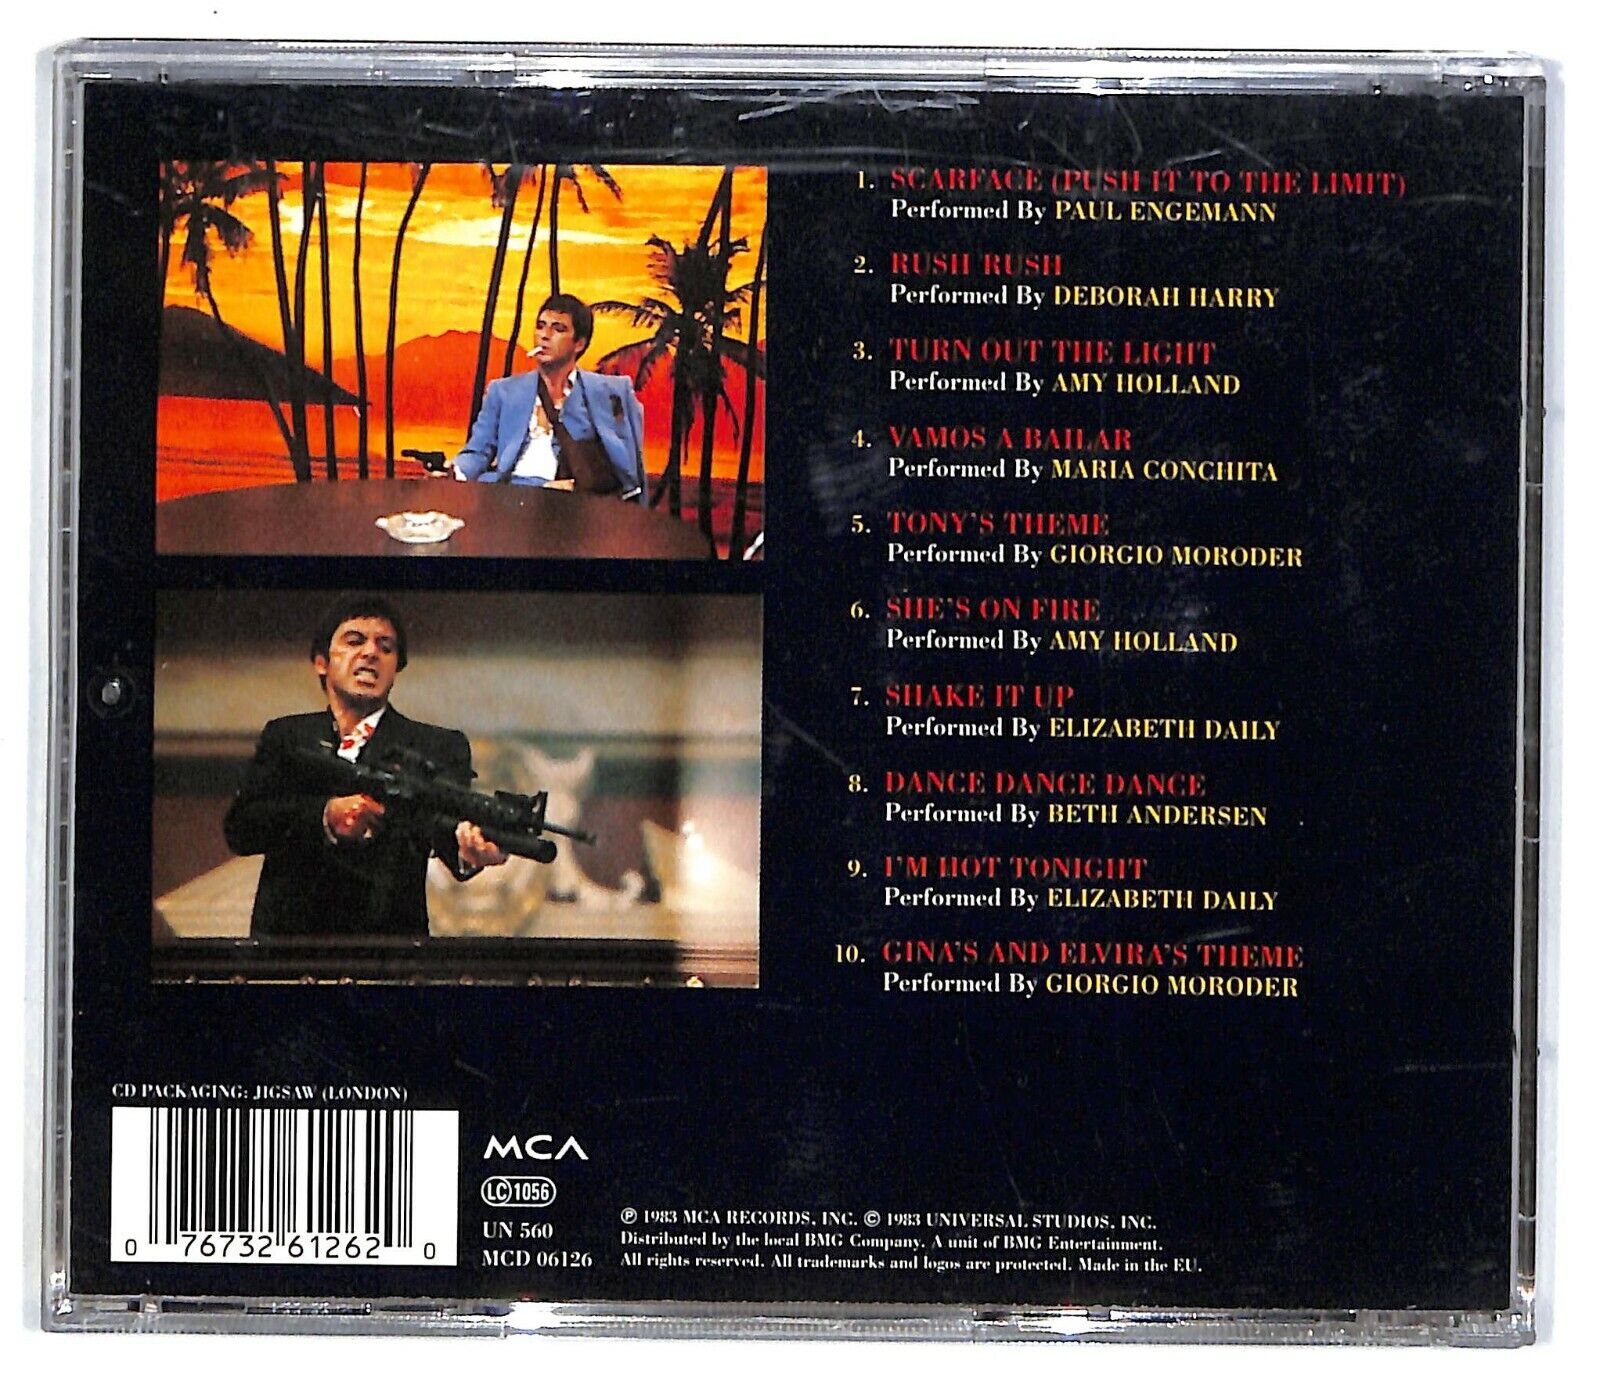 1. SCARFACE (PUSH IT TO THE LIMIT)
Performed By PAUL ENGEMANN
2. RUSH RUSH
Performed By DEBORAH HARRY
3. TURN OUT THE LIGHT
Performed By AMY HOLLAND
4. VAMOS A BAILAR
Performed By MARIA CONCHITA
5. TONY'S THEME
Performed By GIORGIO MORODER
6. SHE'S ON FIRE
Performed By AMY HOLLAND
7. SHAKE IT UP
Performed By ELIZABETH DAILY
8. DANCE DANCE DANCE
Performed By BETH ANDERSEN
9. I'M HOT TONIGHT
Performed By ELIZABETH DAILY
10. GINA'S AND ELVIRA'S THEME
Performed By GIORGIO MORODER
CD PACKAGING: JIGSAW (LONDON)
0 76732 61262 0
MCA
LC 1056
UN 560
MCD 06126
℗ 1983 MCA RECORDS, INC. © 1983 UNIVERSAL STUDIOS, INC.
Distributed by the local BMG Company. A unit of BMG Entertainment.
All rights reserved. All trademarks and logos are protected. Made in the EU.